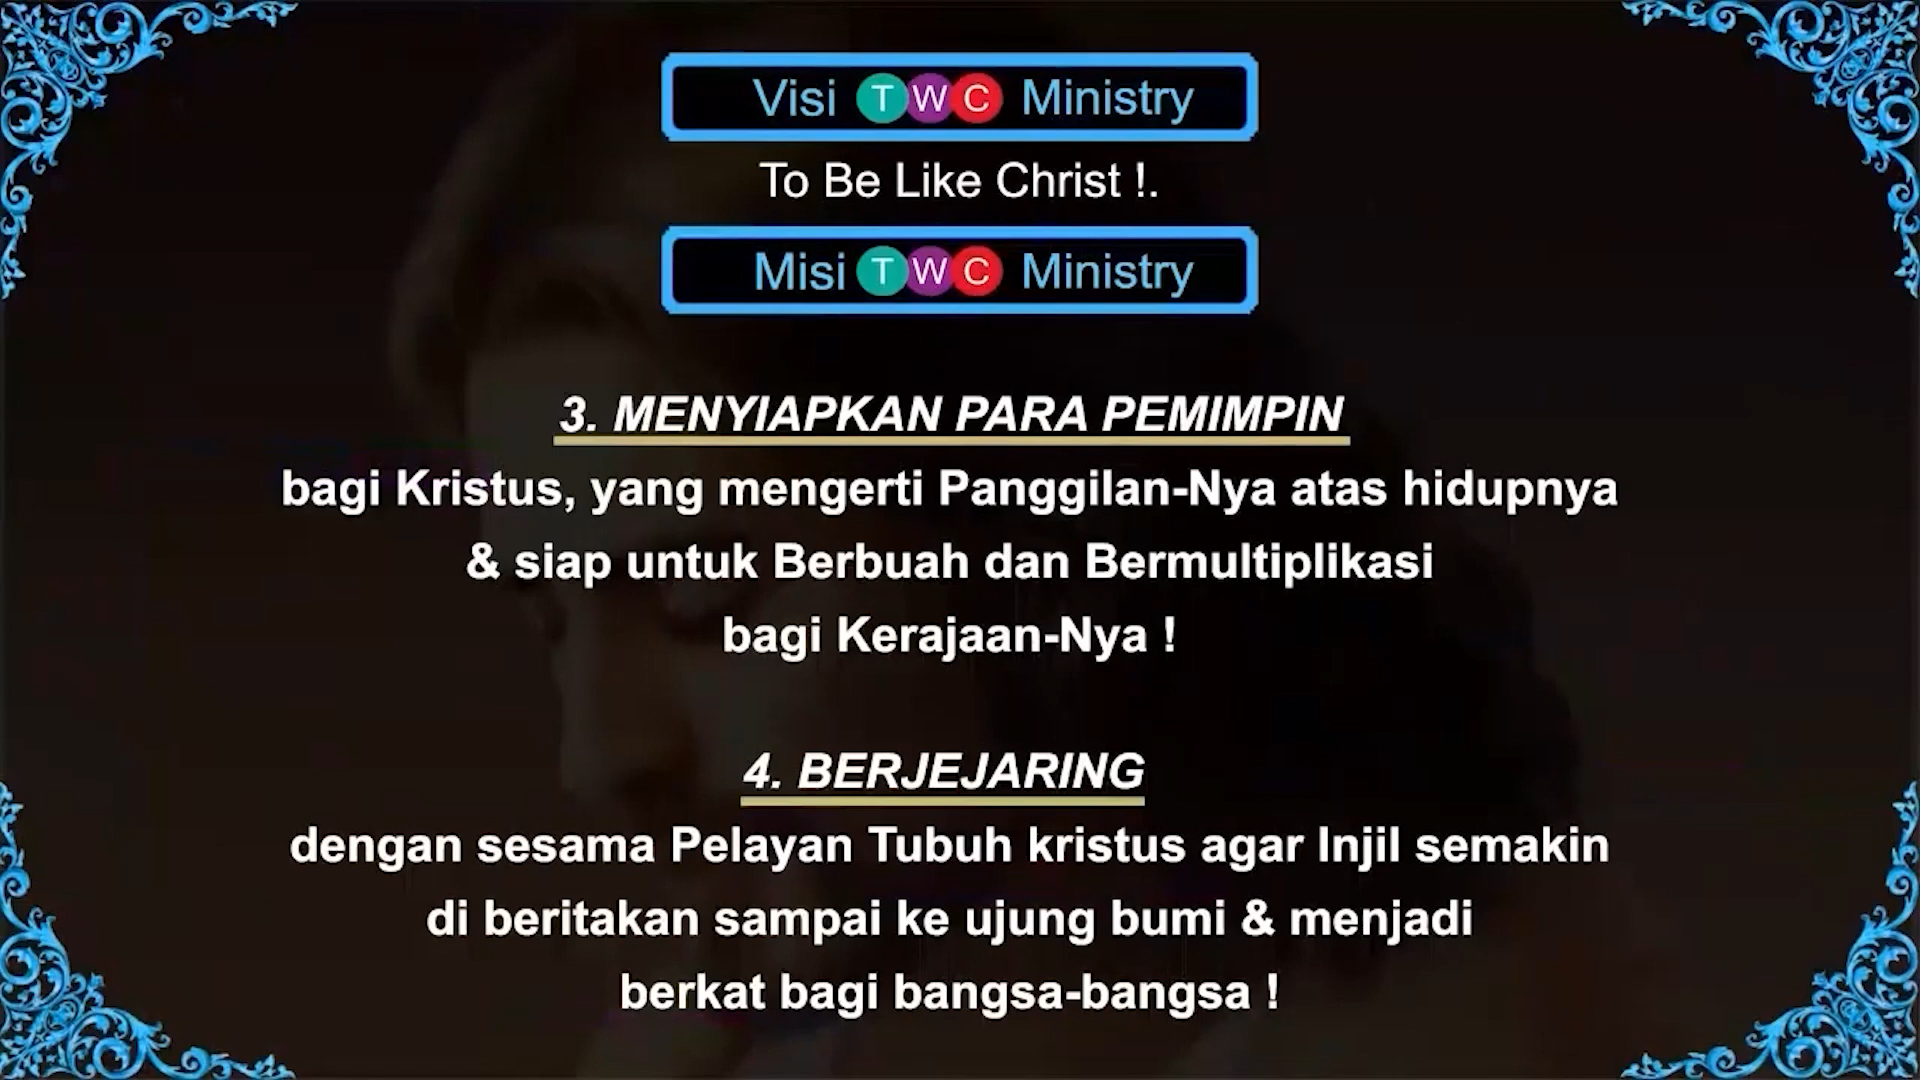 Visi TWC Ministry
To Be Like Christ !.
Misi TWC Ministry
3. MENYIAPKAN PARA PEMIMPIN
bagi Kristus, yang mengerti Panggilan-Nya atas hidupnya
& siap untuk Berbuah dan Bermultiplikasi
bagi Kerajaan-Nya !
4. BERJEJARING
dengan sesama Pelayan Tubuh kristus agar Injil semakin
di beritakan sampai ke ujung bumi & menjadi
berkat bagi bangsa-bangsa !